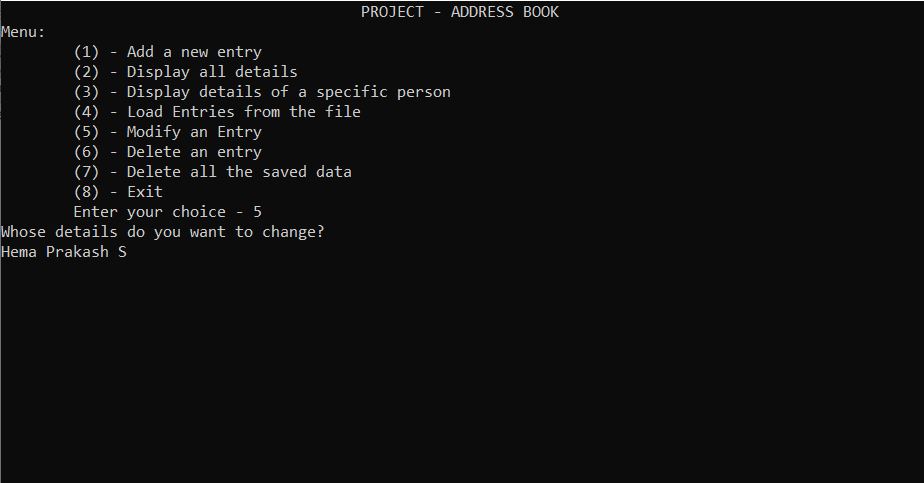 PROJECT - ADDRESS BOOK
Menu:
(1) - Add a new entry
(2) - Display all details
(3) - Display details of a specific person
(4) - Load Entries from the file
(5) - Modify an Entry
(6) - Delete an entry
(7) - Delete all the saved data
(8) - Exit
Enter your choice - 5
Whose details do you want to change?
Hema Prakash S